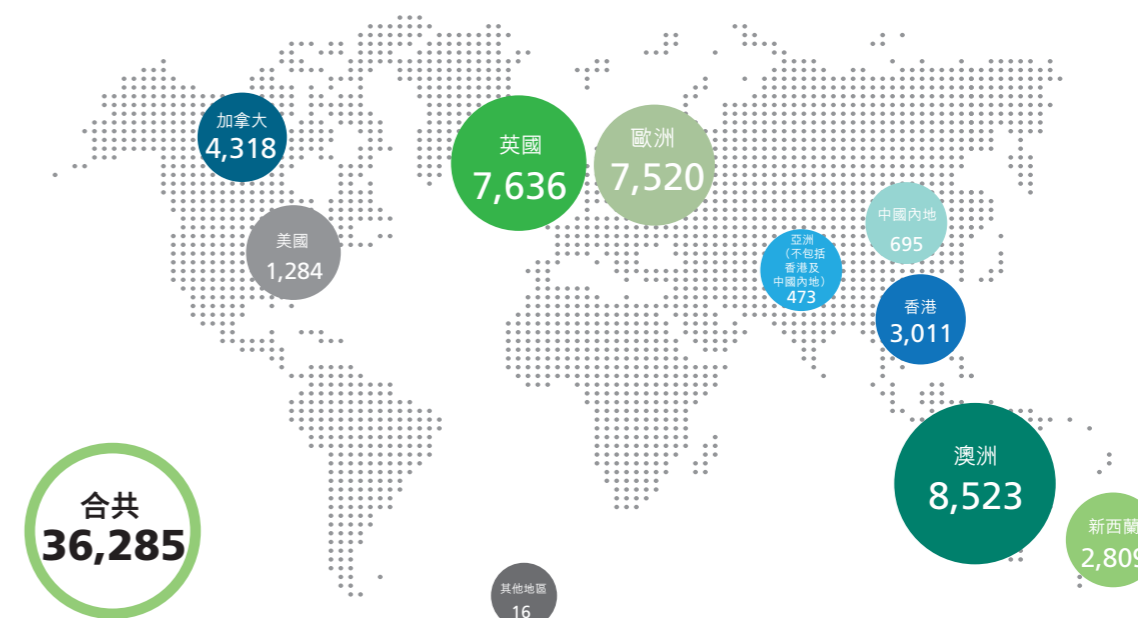 加拿大
4,318
美國
1,284
英國
7,636
歐洲
7,520
中國內地
695
亞洲
（不包括
香港及
中國內地）
473
香港
3,011
澳洲
8,523
新西蘭
2,809
合共
36,285
其他地區
16